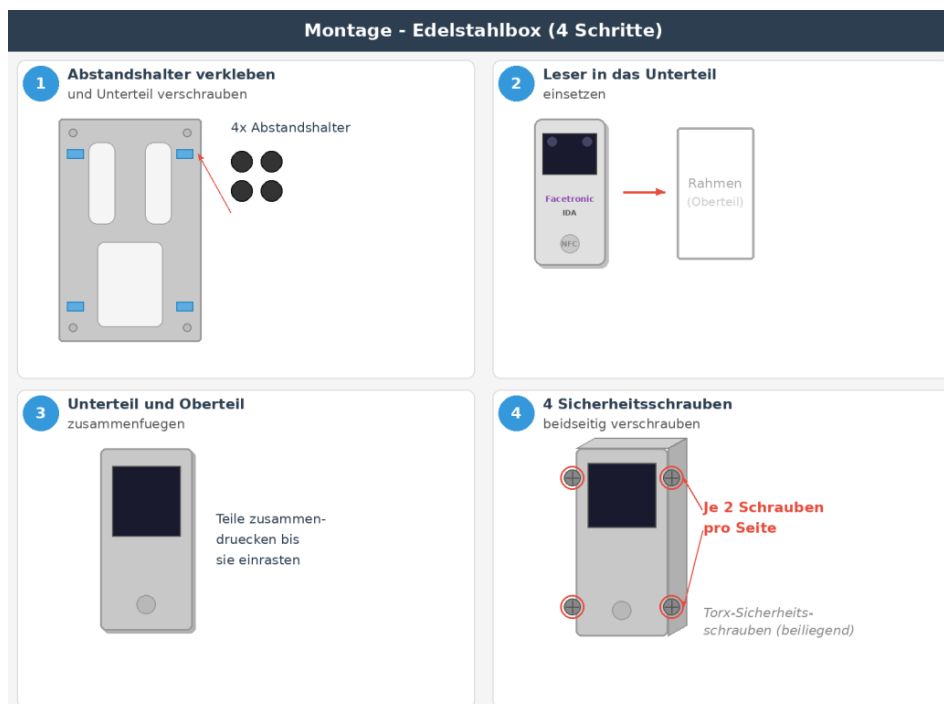 Montage - Edelstahlbox (4 Schritte)
1
Abstandshalter verkleben
und Unterteil verschrauben
4x Abstandshalter
2
Leser in das Unterteil
einsetzen
Facetronic
IDA
NFC
Rahmen
(Oberteil)
3
Unterteil und Oberteil
zusammenfuegen
Teile zusammen-
druecken bis
sie einrasten
4
4 Sicherheitsschrauben
beidseitig verschrauben
Je 2 Schrauben
pro Seite
Torx-Sicherheits-
schrauben (beiliegend)